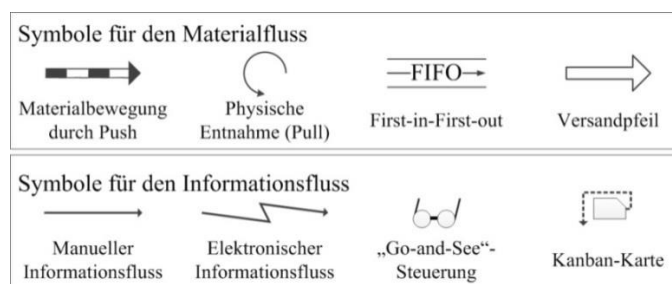 Symbole für den Materialfluss
FIFO
Materialbewegung durch Push
Physische Entnahme (Pull)
First-in-First-out
Versandpfeil
Symbole für den Informationsfluss
Manueller Informationsfluss
Elektronischer Informationsfluss
„Go-and-See“-Steuerung
Kanban-Karte